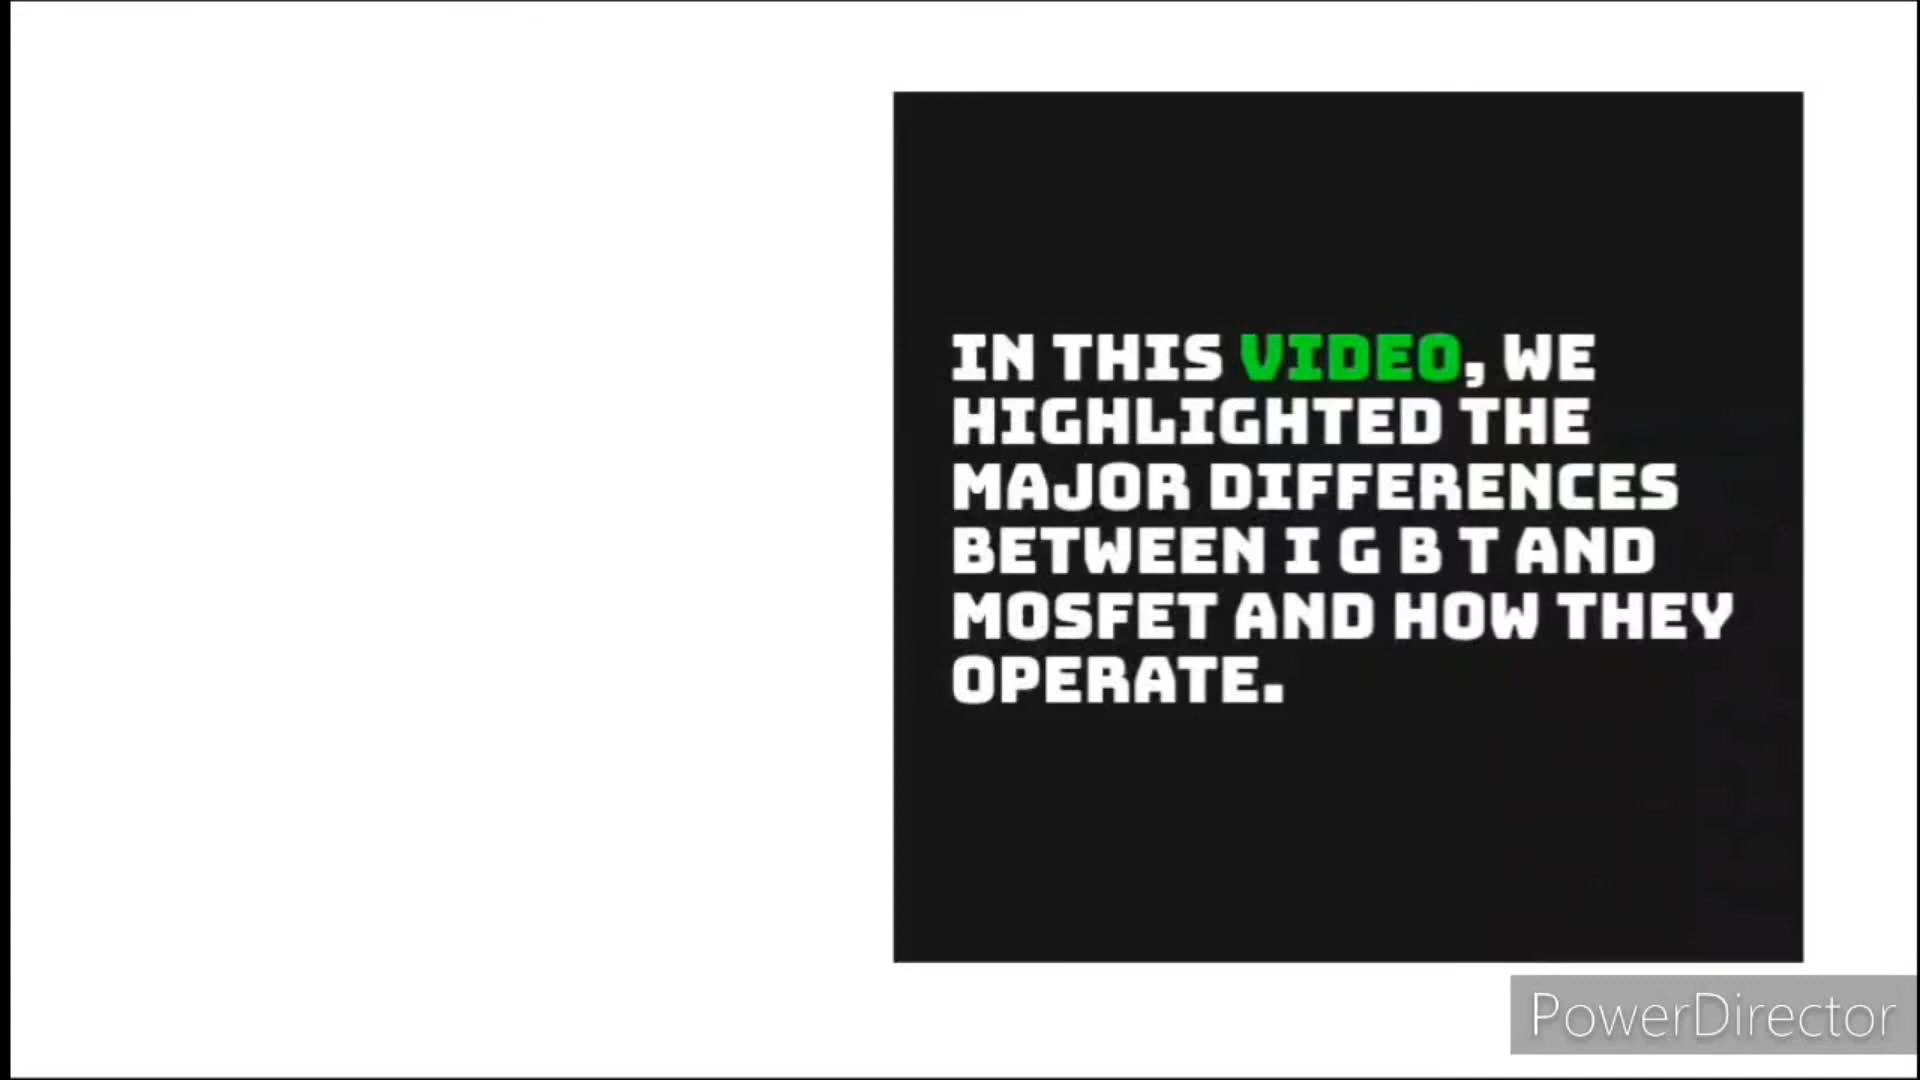 IN THIS VIDEO, WE
HIGHLIGHTED THE
MAJOR DIFFERENCES
BETWEEN I G B T AND
MOSFET AND HOW THEY
OPERATE.
PowerDirector